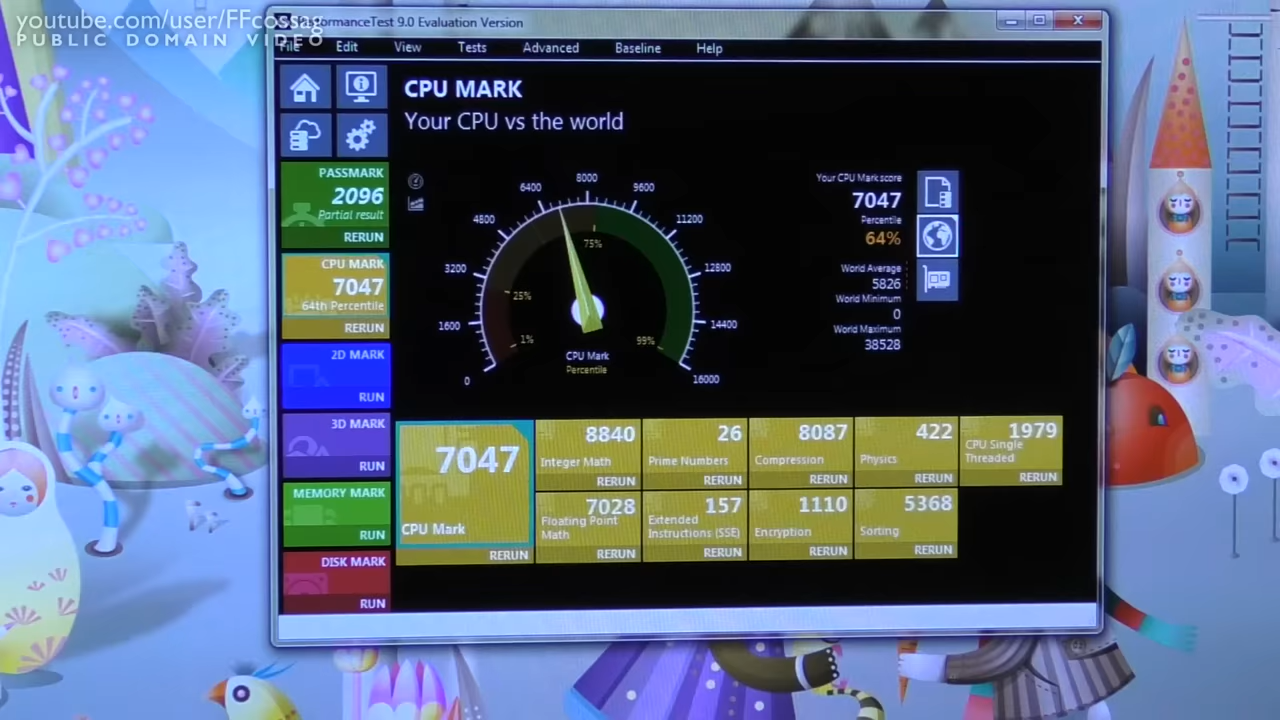 youtube.com/user/FFcossag
PUBLIC DOMAIN VIDE
PerformanceTest 9.0 Evaluation Version
File Edit View Tests Advanced Baseline Help
CPU MARK
Your CPU vs the world
PASSMARK
2096
Partial result
RERUN
CPU MARK
7047
64th Percentile
RERUN
2D MARK
RUN
3D MARK
RUN
MEMORY MARK
RUN
DISK MARK
RUN
0
1600
3200
4800
6400
8000
9600
11200
12800
14400
16000
1%
25%
75%
99%
CPU Mark
Percentile
Your CPU Mark score
7047
Percentile
64%
World Average
5826
World Minimum
0
World Maximum
38528
7047
CPU Mark
RERUN
8840
Integer Math
RERUN
26
Prime Numbers
RERUN
8087
Compression
RERUN
422
Physics
RERUN
1979
CPU Single
Threaded
RERUN
7028
Floating Point
Math
RERUN
157
Extended
Instructions (SSE)
RERUN
1110
Encryption
RERUN
5368
Sorting
RERUN